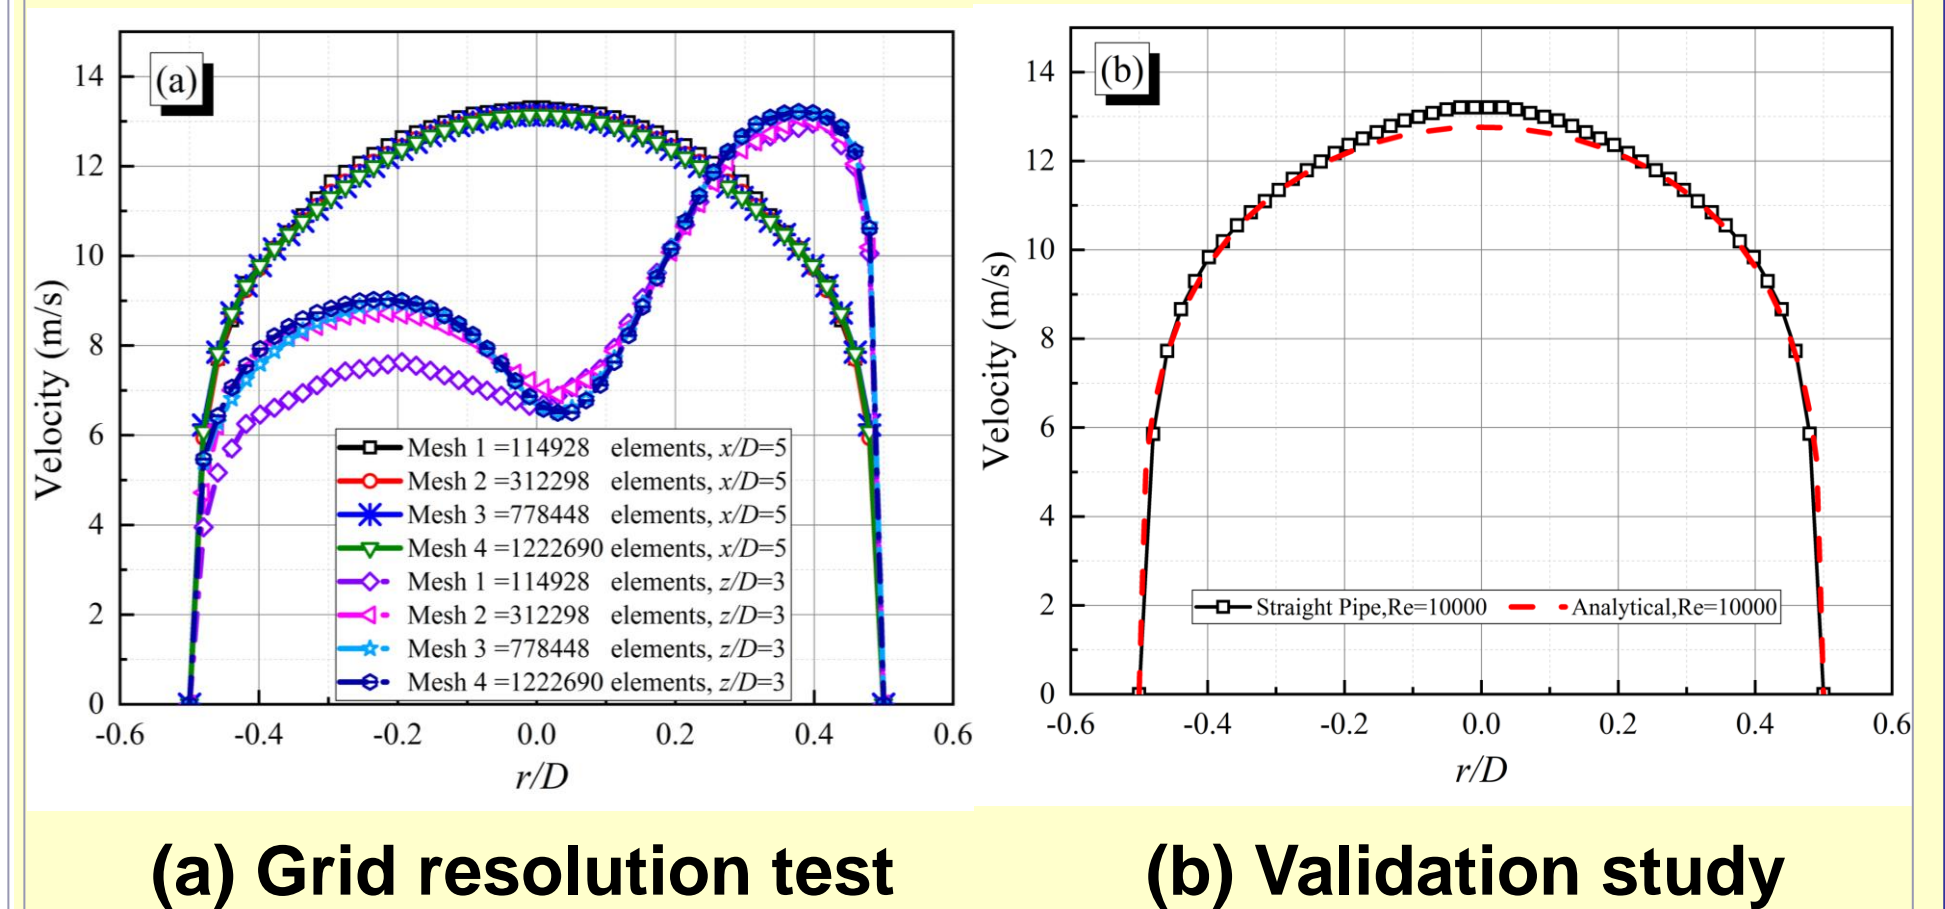 (a)
14
12
10
8
6
4
2
0
Velocity (m/s)
Mesh 1 =114928 elements, x/D=5
Mesh 2 =312298 elements, x/D=5
Mesh 3 =778448 elements, x/D=5
Mesh 4 =1222690 elements, x/D=5
Mesh 1 =114928 elements, z/D=3
Mesh 2 =312298 elements, z/D=3
Mesh 3 =778448 elements, z/D=3
Mesh 4 =1222690 elements, z/D=3
-0.6 -0.4 -0.2 0.0 0.2 0.4 0.6
r/D
(b)
14
12
10
8
6
4
2
0
Velocity (m/s)
Straight Pipe,Re=10000 Analytical,Re=10000
-0.6 -0.4 -0.2 0.0 0.2 0.4 0.6
r/D
(a) Grid resolution test
(b) Validation study